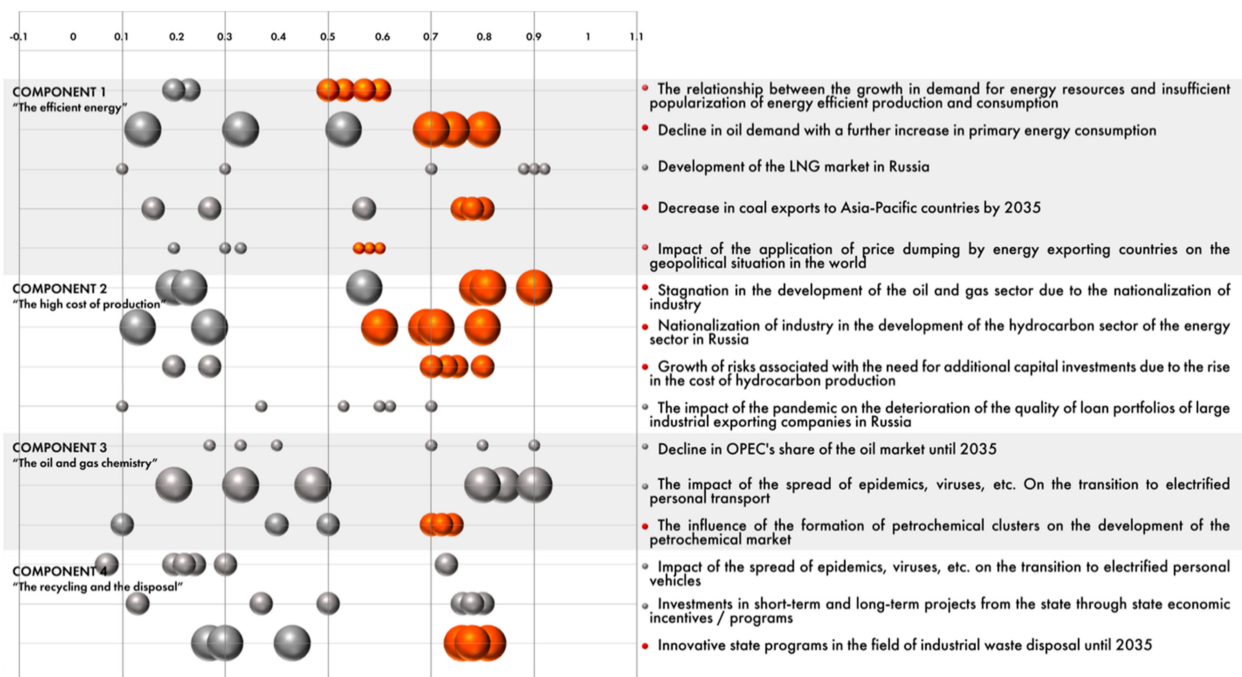 -0.1 0 0.1 0.2 0.3 0.4 0.5 0.6 0.7 0.8 0.9 1 1.1
COMPONENT 1
“The efficient energy”
The relationship between the growth in demand for energy resources and insufficient
popularization of energy efficient production and consumption
Decline in oil demand with a further increase in primary energy consumption
Development of the LNG market in Russia
Decrease in coal exports to Asia-Pacific countries by 2035
Impact of the application of price dumping by energy exporting countries on the
geopolitical situation in the world
COMPONENT 2
“The high cost of production”
Stagnation in the development of the oil and gas sector due to the nationalization of
industry
Nationalization of industry in the development of the hydrocarbon sector of the energy
sector in Russia
Growth of risks associated with the need for additional capital investments due to the rise
in the cost of hydrocarbon production
The impact of the pandemic on the deterioration of the quality of loan portfolios of large
industrial exporting companies in Russia
COMPONENT 3
“The oil and gas chemistry”
Decline in OPEC's share of the oil market until 2035
The impact of the spread of epidemics, viruses, etc. On the transition to electrified
personal transport
The influence of the formation of petrochemical clusters on the development of the
petrochemical market
COMPONENT 4
“The recycling and the disposal”
Impact of the spread of epidemics, viruses, etc. on the transition to electrified personal
vehicles
Investments in short-term and long-term projects from the state through state economic
incentives / programs
Innovative state programs in the field of industrial waste disposal until 2035